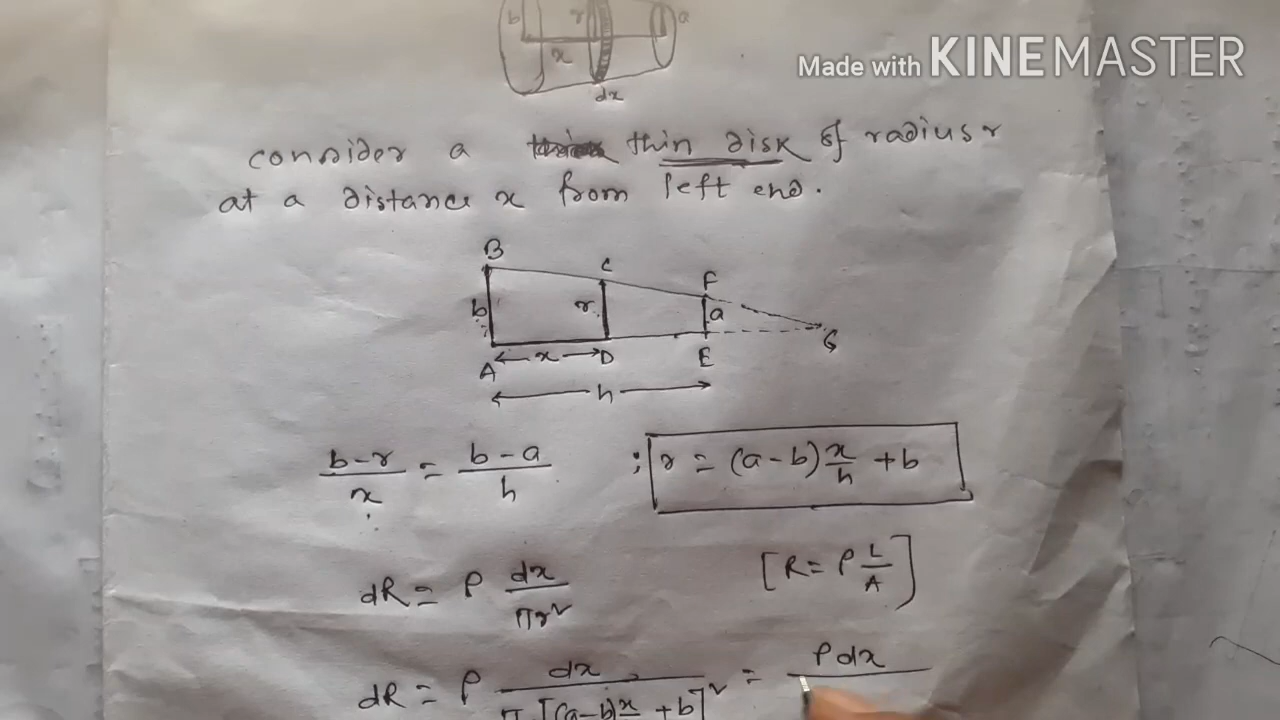 Made with KINEMASTER
b r a
x
dx
consider a thin disk of radius r
at a distance x from left end.
B C F
b r a
G
A x D E
h
b-r/x = b-a/h ; r = (a-b)x/h + b
dR = ρ dx/πr² [R = ρ L/A]
dR = ρ dx/π[(a-b)x/h + b]² = ρdx